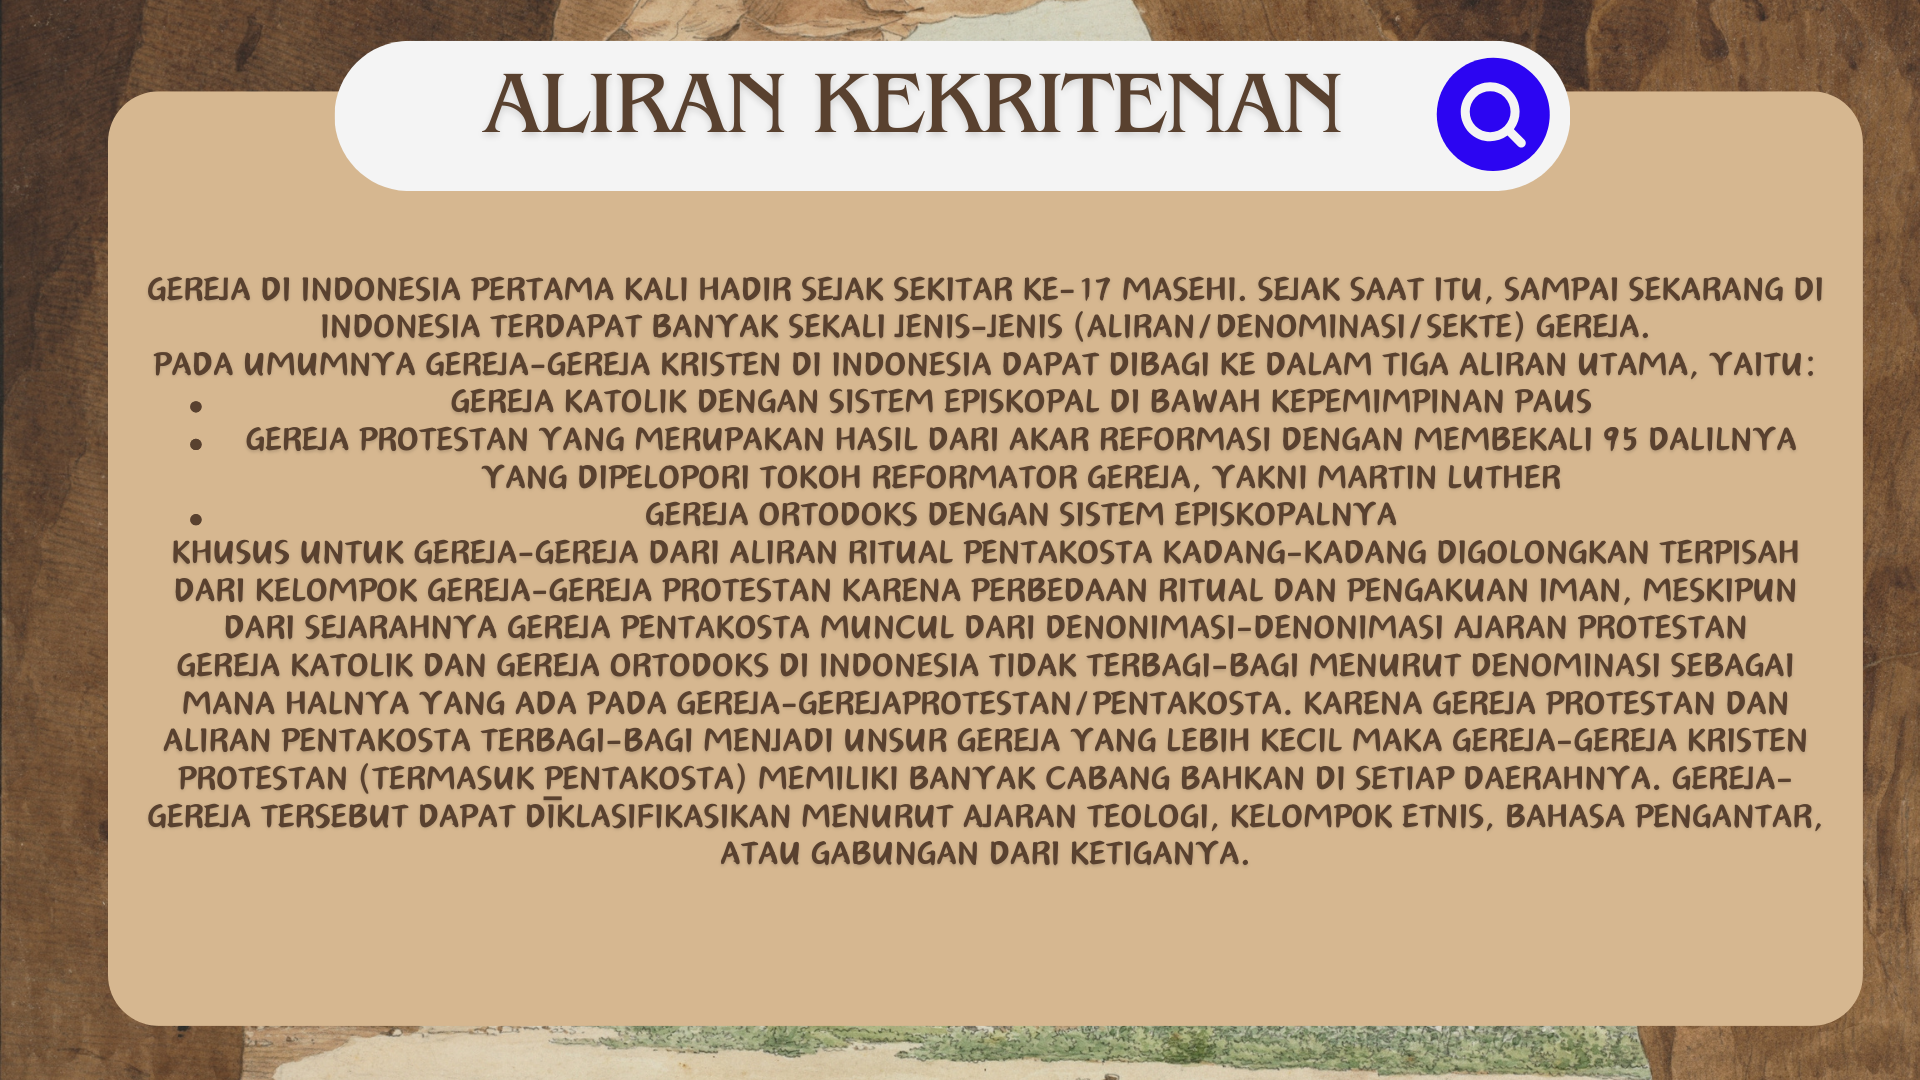 ALIRAN KEKRITENAN
GEREJA DI INDONESIA PERTAMA KALI HADIR SEJAK SEKITAR KE-17 MASEHI. SEJAK SAAT ITU, SAMPAI SEKARANG DI
INDONESIA TERDAPAT BANYAK SEKALI JENIS-JENIS (ALIRAN/DENOMINASI/SEKTE) GEREJA.
PADA UMUMNYA GEREJA-GEREJA KRISTEN DI INDONESIA DAPAT DIBAGI KE DALAM TIGA ALIRAN UTAMA, YAITU:
• GEREJA KATOLIK DENGAN SISTEM EPISKOPAL DI BAWAH KEPEMIMPINAN PAUS
• GEREJA PROTESTAN YANG MERUPAKAN HASIL DARI AKAR REFORMASI DENGAN MEMBEKALI 95 DALILNYA
YANG DIPELOPORI TOKOH REFORMATOR GEREJA, YAKNI MARTIN LUTHER
• GEREJA ORTODOKS DENGAN SISTEM EPISKOPALNYA
KHUSUS UNTUK GEREJA-GEREJA DARI ALIRAN RITUAL PENTAKOSTA KADANG-KADANG DIGOLONGKAN TERPISAH
DARI KELOMPOK GEREJA-GEREJA PROTESTAN KARENA PERBEDAAN RITUAL DAN PENGAKUAN IMAN, MESKIPUN
DARI SEJARAHNYA GEREJA PENTAKOSTA MUNCUL DARI DENONIMASI-DENONIMASI AJARAN PROTESTAN
GEREJA KATOLIK DAN GEREJA ORTODOKS DI INDONESIA TIDAK TERBAGI-BAGI MENURUT DENOMINASI SEBAGAI
MANA HALNYA YANG ADA PADA GEREJA-GEREJAPROTESTAN/PENTAKOSTA. KARENA GEREJA PROTESTAN DAN
ALIRAN PENTAKOSTA TERBAGI-BAGI MENJADI UNSUR GEREJA YANG LEBIH KECIL MAKA GEREJA-GEREJA KRISTEN
PROTESTAN (TERMASUK PENTAKOSTA) MEMILIKI BANYAK CABANG BAHKAN DI SETIAP DAERAHNYA. GEREJA-
GEREJA TERSEBUT DAPAT DIKLASIFIKASIKAN MENURUT AJARAN TEOLOGI, KELOMPOK ETNIS, BAHASA PENGANTAR,
ATAU GABUNGAN DARI KETIGANYA.